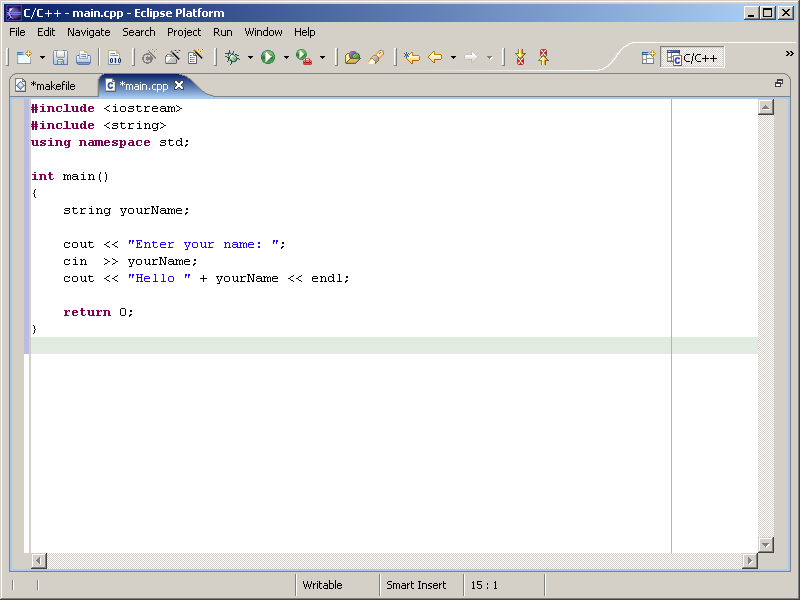 C/C++ - main.cpp - Eclipse Platform
File Edit Navigate Search Project Run Window Help
010
C/C++
»
*makefile *main.cpp
#include <iostream>
#include <string>
using namespace std;
int main()
{
    string yourName;
    cout << "Enter your name: ";
    cin  >> yourName;
    cout << "Hello " + yourName << endl;
    return 0;
}
Writable Smart Insert 15 : 1